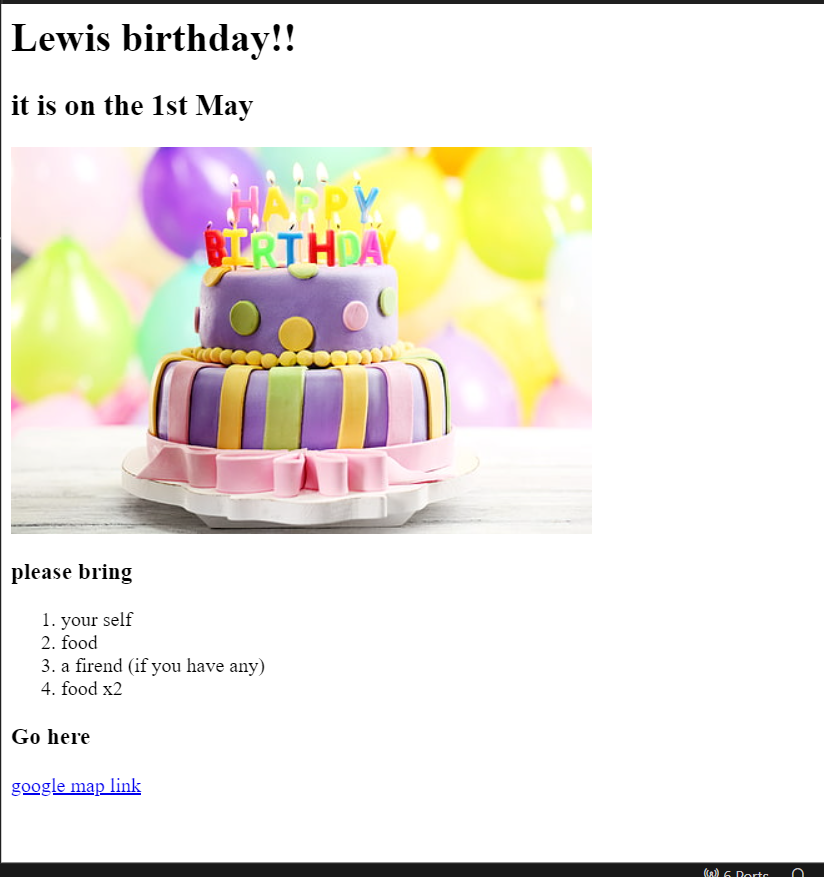 Lewis birthday!!
it is on the 1st May
HAPPY
BIRTHDAY
please bring
1. your self
2. food
3. a firend (if you have any)
4. food x2
Go here
google map link
6 Ports